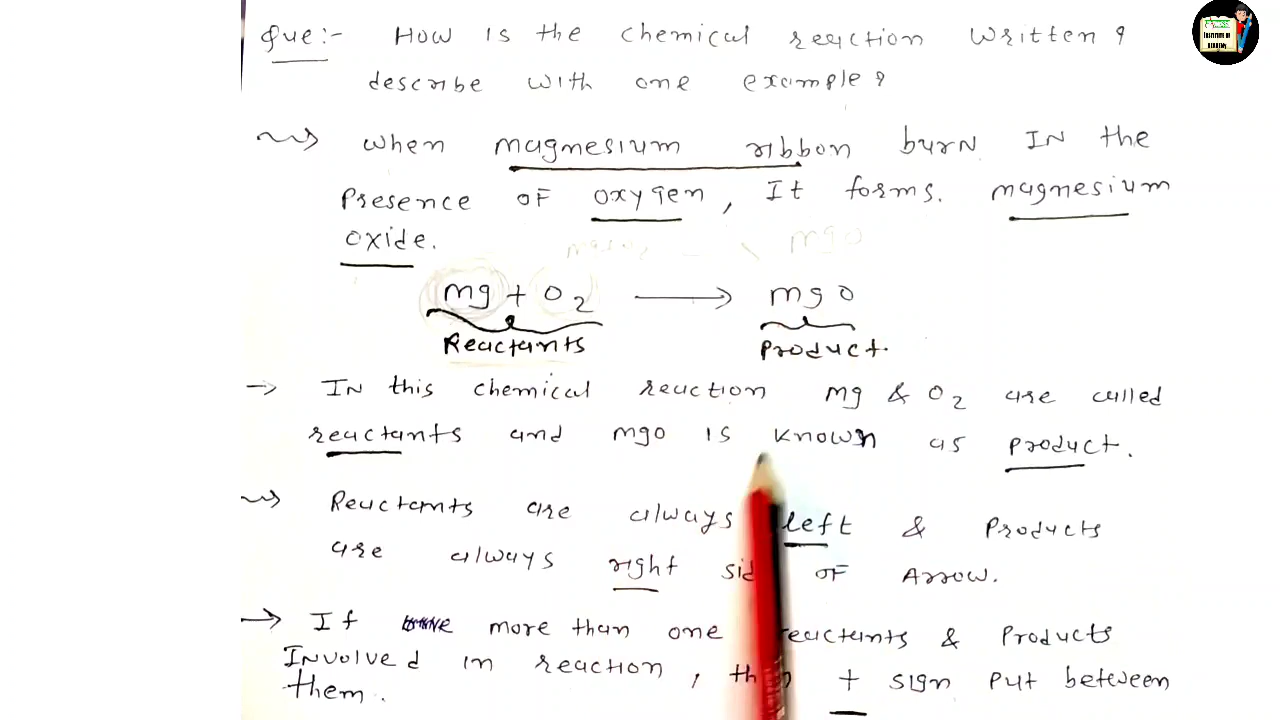 Que:- How is the chemical reaction written?
describe with one example?
When magnesium ribbon burn IN the
Presence OF oxygen, It forms. magnesium
oxide.
mgo
mg + O2 → mgo
Reactants Product.
→ IN this chemical reaction mg & O2 are called
reactants and mgo is known as product.
Reactants are always left & Products
are always right OF Arrow.
→ If more than one reactants & Products
Involved in reaction, + sign put between
them.